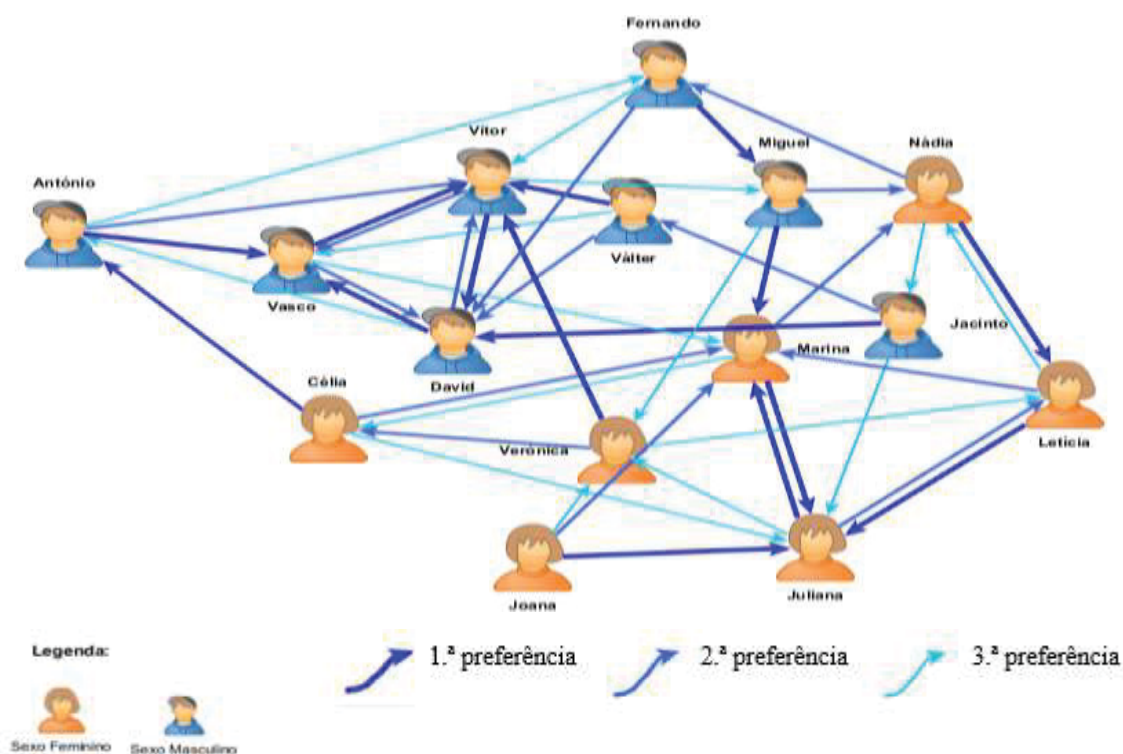 Fernando
Vítor
Miguel
Nádia
António
Válter
Vasco
Jacinto
Marina
David
Célia
Verónica
Letícia
Joana
Juliana
Legenda:
1.ª preferência
2.ª preferência
3.ª preferência
Sexo Feminino
Sexo Masculino